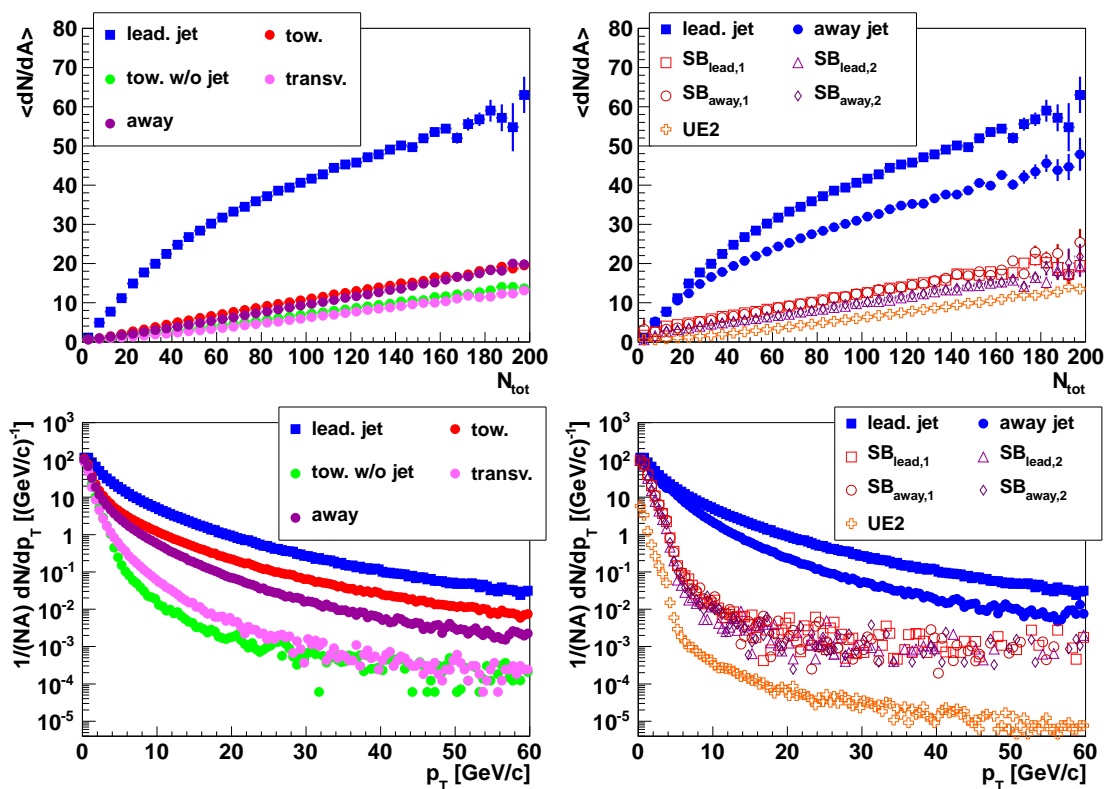 <dN/dA>
80
70
60
50
40
30
20
10
0
0 20 40 60 80 100 120 140 160 180 200
N_tot
lead. jet
tow.
tow. w/o jet
transv.
away
<dN/dA>
80
70
60
50
40
30
20
10
0
0 20 40 60 80 100 120 140 160 180 200
N_tot
lead. jet
away jet
SB_lead,1
SB_lead,2
SB_away,1
SB_away,2
UE2
1/(NA) dN/dp_T [(GeV/c)^-1]
10^3
10^2
10
1
10^-1
10^-2
10^-3
10^-4
10^-5
0 10 20 30 40 50 60
p_T [GeV/c]
lead. jet
tow.
tow. w/o jet
transv.
away
1/(NA) dN/dp_T [(GeV/c)^-1]
10^3
10^2
10
1
10^-1
10^-2
10^-3
10^-4
10^-5
0 10 20 30 40 50 60
p_T [GeV/c]
lead. jet
away jet
SB_lead,1
SB_lead,2
SB_away,1
SB_away,2
UE2